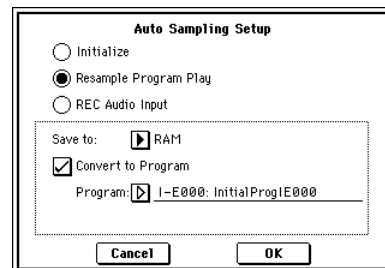 Auto Sampling Setup
Initialize
Resample Program Play
REC Audio Input
Save to: RAM
Convert to Program
Program: I-E000: InitialProgIE000
Cancel OK